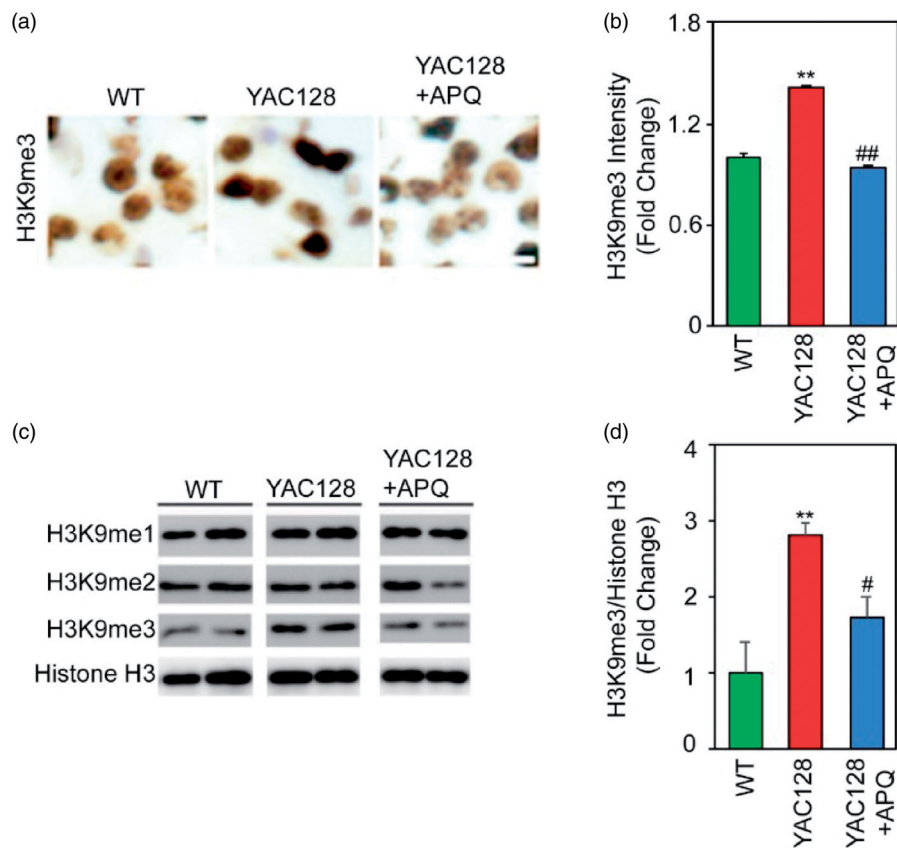 (a)
WT
YAC128
YAC128
+APQ
H3K9me3
(b)
H3K9me3 Intensity
(Fold Change)
1.8
1.2
0.6
0
**
##
WT
YAC128
YAC128
+APQ
(c)
WT
YAC128
YAC128
+APQ
H3K9me1
H3K9me2
H3K9me3
Histone H3
(d)
H3K9me3/Histone H3
(Fold Change)
4
3
2
1
0
**
#
WT
YAC128
YAC128
+APQ